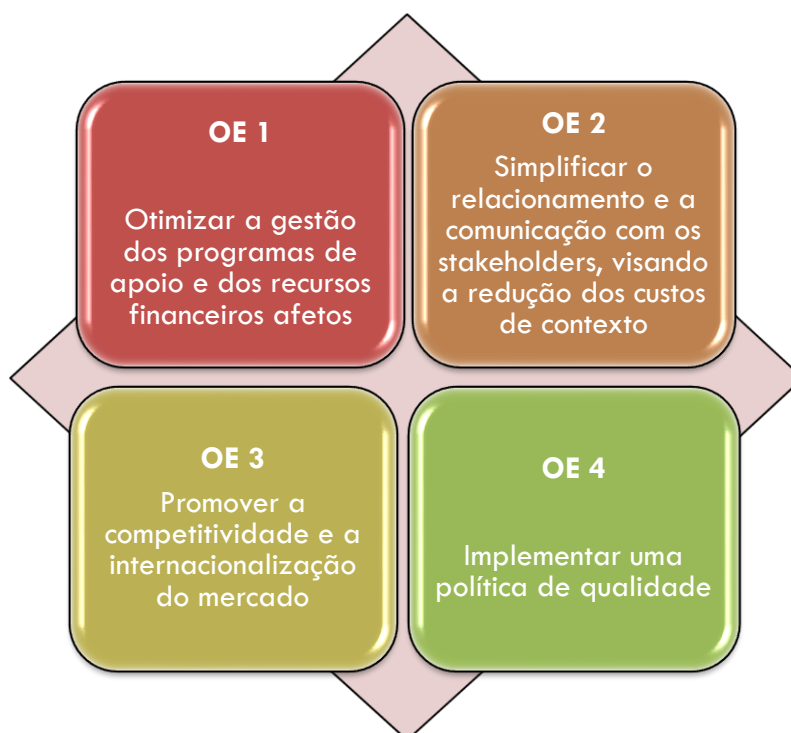 OE 1
Otimizar a gestão
dos programas de
apoio e dos recursos
financeiros afetos
OE 2
Simplificar o
relacionamento e a
comunicação com os
stakeholders, visando
a redução dos custos
de contexto
OE 3
Promover a
competitividade e a
internacionalização
do mercado
OE 4
Implementar uma
política de qualidade